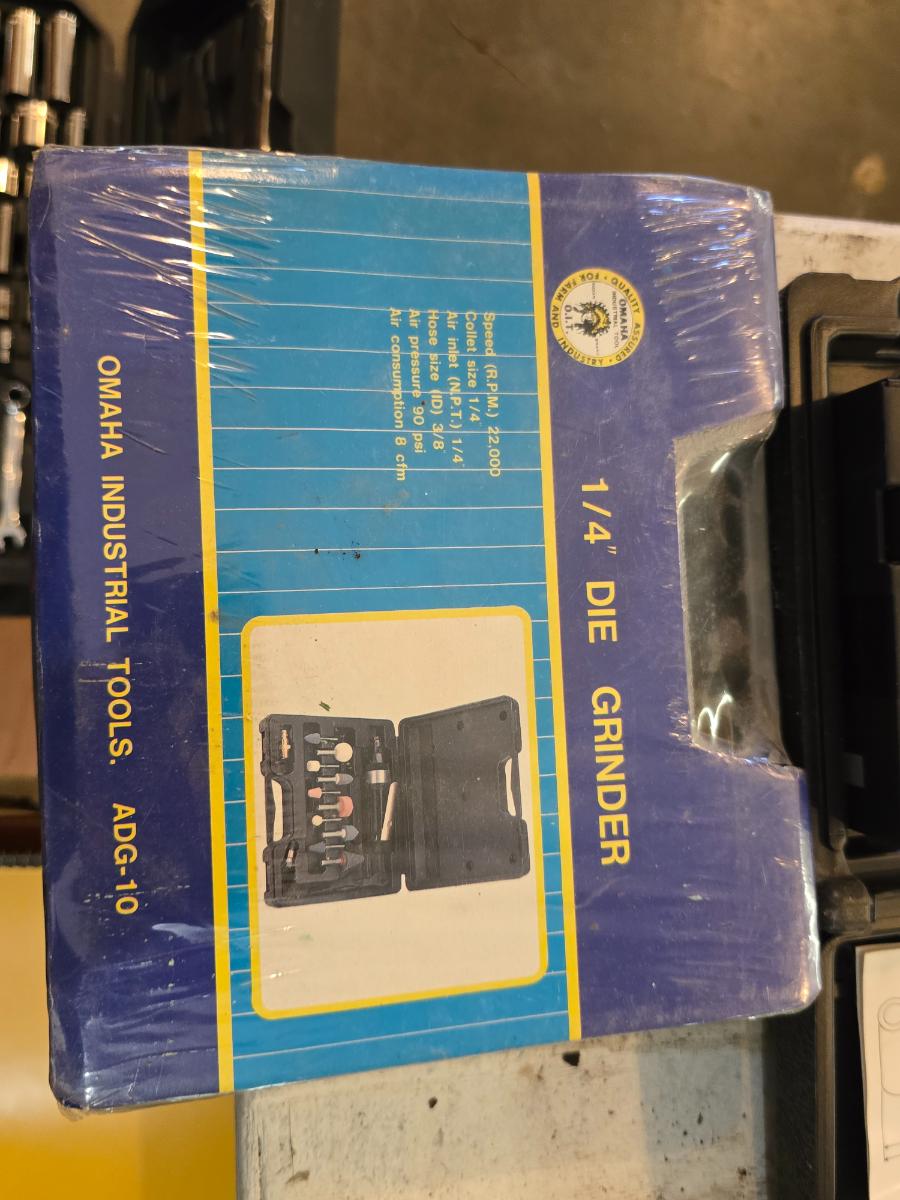 QUALITY ASSURED
OMAHA
INDUSTRIAL TOOL
O.I.T.
FOR FARM AND INDUSTRY
1/4" DIE GRINDER
Speed (R.P.M.) 22,000
Collet size 1/4"
Air inlet (N.P.T.) 1/4"
Hose size (ID) 3/8"
Air pressure 90 psi
Air consumption 8 cfm
OMAHA INDUSTRIAL TOOLS. ADG-10